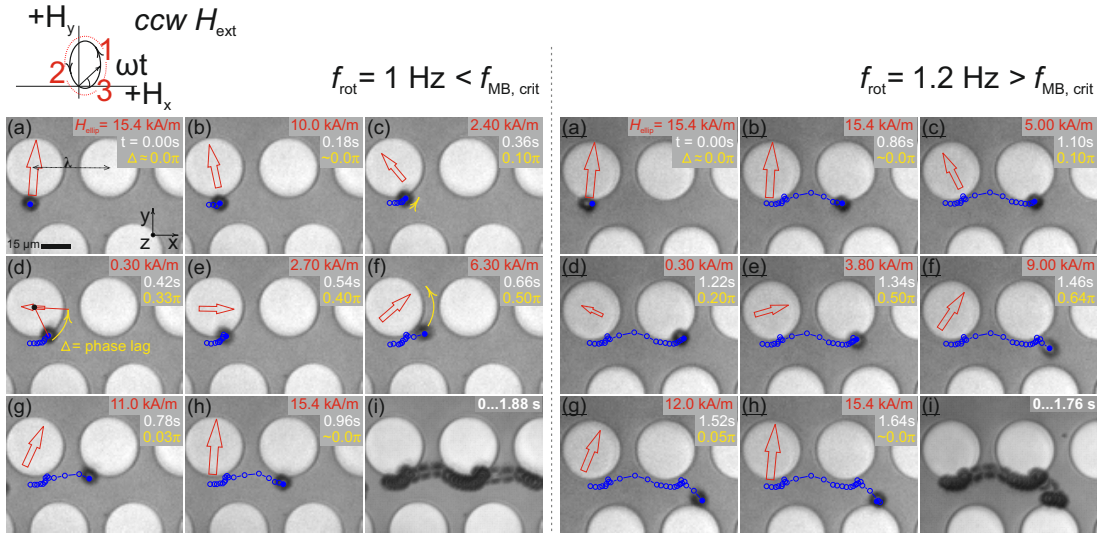 +H_y
ccw H_ext
1
2
ωt
3
+H_x
f_rot = 1 Hz < f_MB, crit
f_rot = 1.2 Hz > f_MB, crit
(a)
H_ellip = 15.4 kA/m
t = 0.00s
Δ = 0.0π
λ
y
z
x
15 µm
(b)
10.0 kA/m
0.18s
~0.0π
(c)
2.40 kA/m
0.36s
0.10π
(d)
0.30 kA/m
0.42s
0.33π
Δ = phase lag
(e)
2.70 kA/m
0.54s
0.40π
(f)
6.30 kA/m
0.66s
0.50π
(g)
11.0 kA/m
0.78s
0.03π
(h)
15.4 kA/m
0.96s
~0.0π
(i)
0...1.88 s
(a)
H_ellip = 15.4 kA/m
t = 0.00s
Δ = 0.0π
(b)
15.4 kA/m
0.86s
~0.0π
(c)
5.00 kA/m
1.10s
0.10π
(d)
0.30 kA/m
1.22s
0.20π
(e)
3.80 kA/m
1.34s
0.50π
(f)
9.00 kA/m
1.46s
0.64π
(g)
12.0 kA/m
1.52s
0.05π
(h)
15.4 kA/m
1.64s
~0.0π
(i)
0...1.76 s